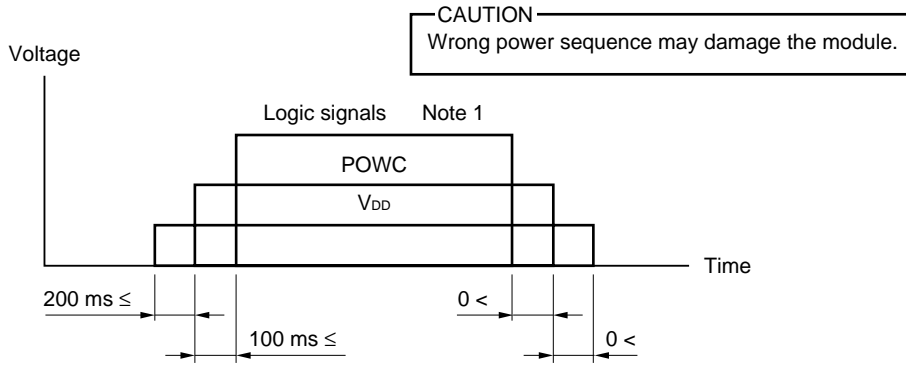 CAUTION
Wrong power sequence may damage the module.
Voltage
Logic signals Note 1
POWC
VDD
Time
200 ms ≤
0 <
100 ms ≤
0 <